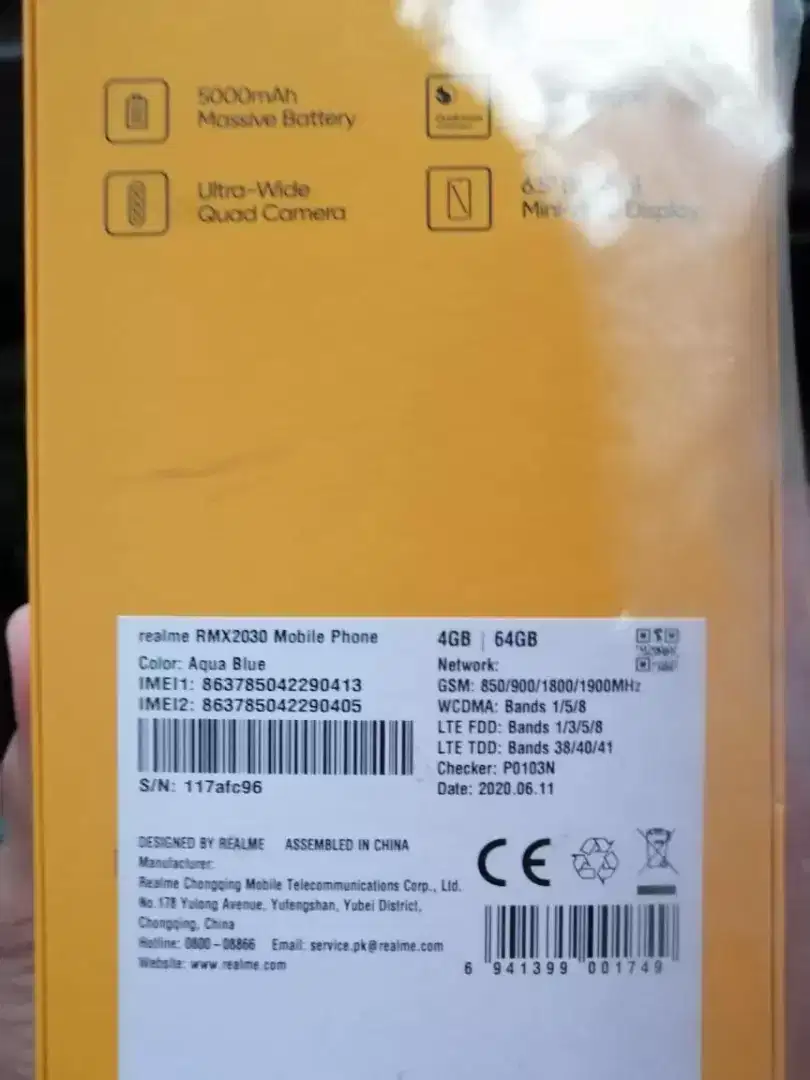 5000mAh
Massive Battery
Ultra-Wide
Quad Camera
Display
realme RMX2030 Mobile Phone
Color: Aqua Blue
IMEI1: 863785042290413
IMEI2: 863785042290405
S/N: 117afc96
4GB | 64GB
Network:
GSM: 850/900/1800/1900MHz
WCDMA: Bands 1/5/8
LTE FDD: Bands 1/3/5/8
LTE TDD: Bands 38/40/41
Checker: P0103N
Date: 2020.06.11
DESIGNED BY REALME ASSEMBLED IN CHINA
Manufacturer:
Realme Chongqing Mobile Telecommunications Corp., Ltd.
No.178 Yulong Avenue, Yufengshan, Yubei District,
Chongqing, China
Hotline: 0800-08866 Email: service.pk@realme.com
Website: www.realme.com
CE
6 941399 001749